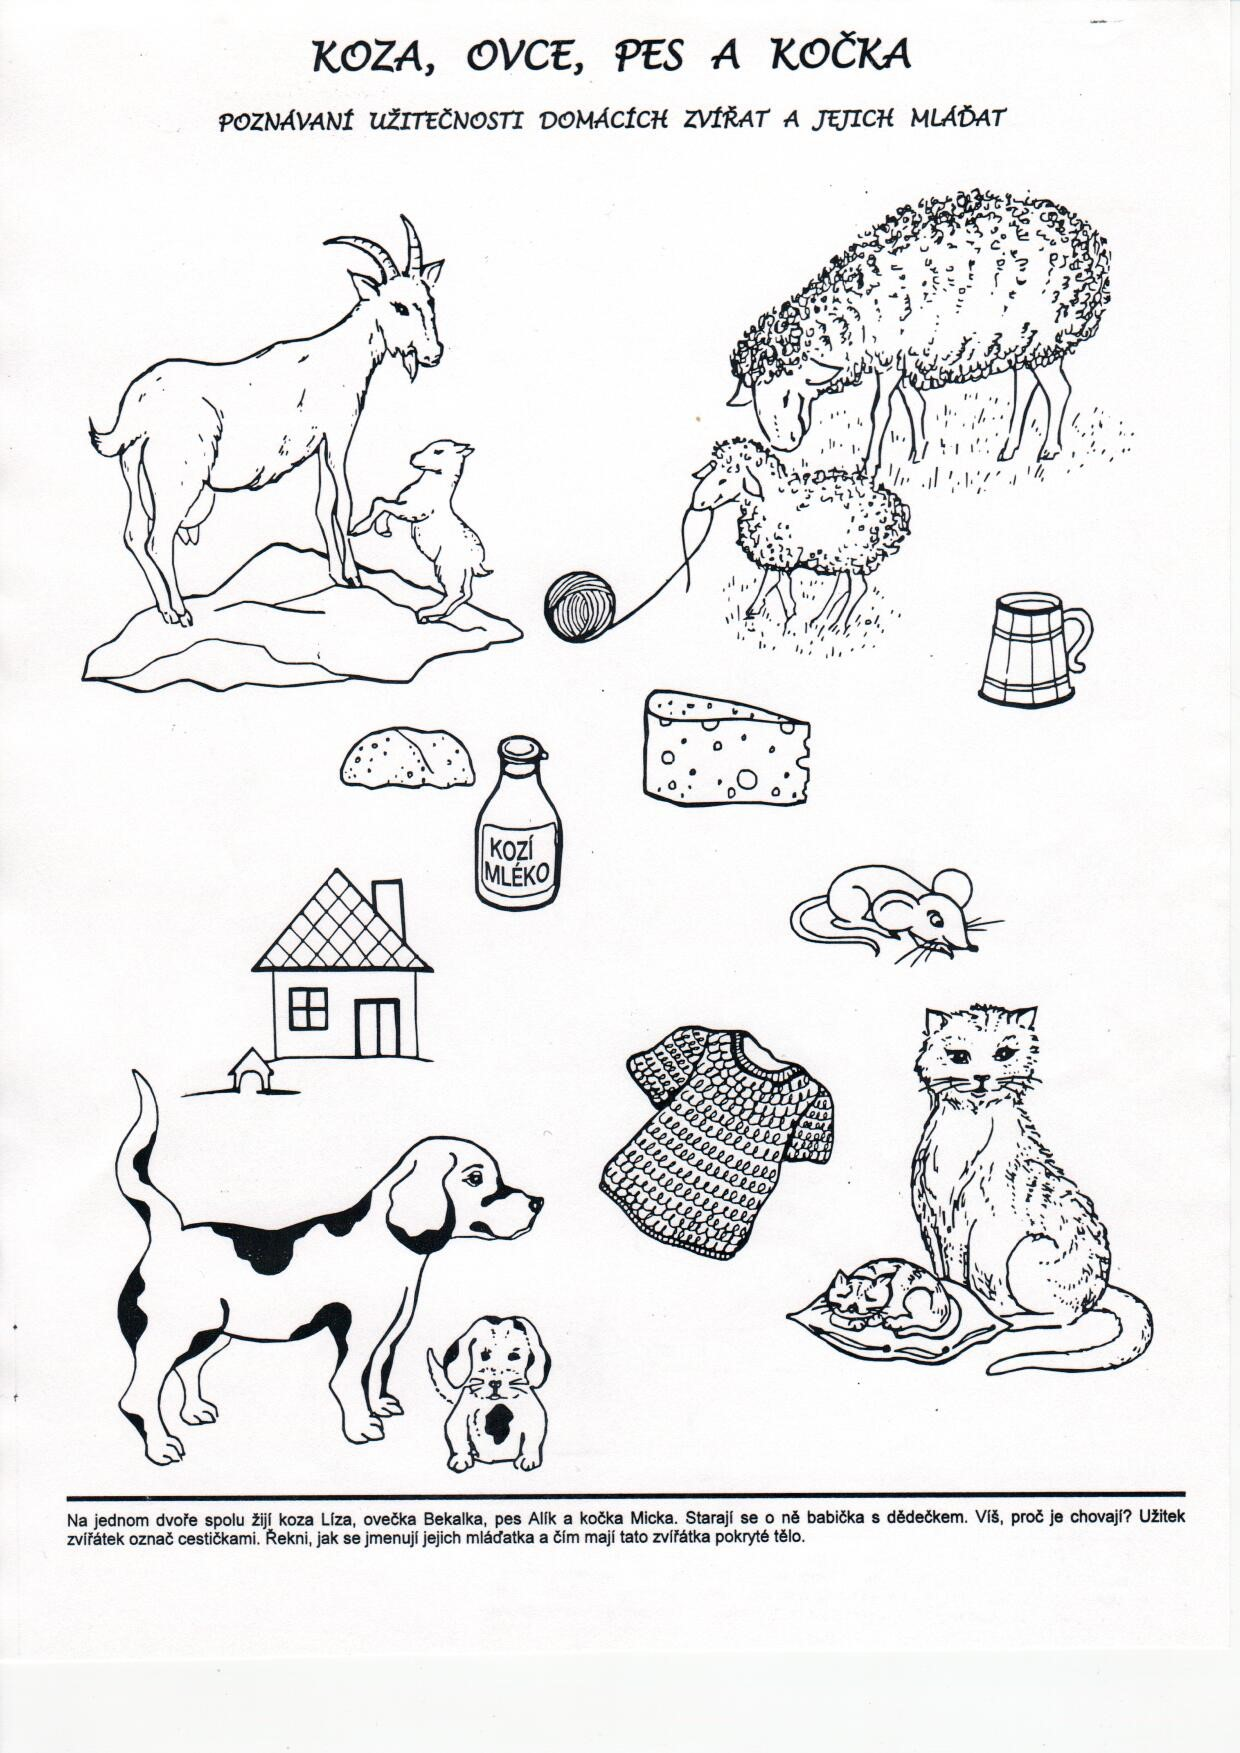 KOZA, OVCE, PES A KOČKA
POZNÁVANÍ UŽITEČNOSTI DOMÁCÍCH ZVÍŘAT A JEJICH MLÁĎAT
KOZÍ
MLÉKO
Na jednom dvoře spolu žijí koza Líza, ovečka Bekalka, pes Alík a kočka Micka. Starají se o ně babička s dědečkem. Víš, proč je chovají? Užitek
zvířátek označ cestičkami. Řekni, jak se jmenují jejich mláďatka a čím mají tato zvířátka pokryté tělo.